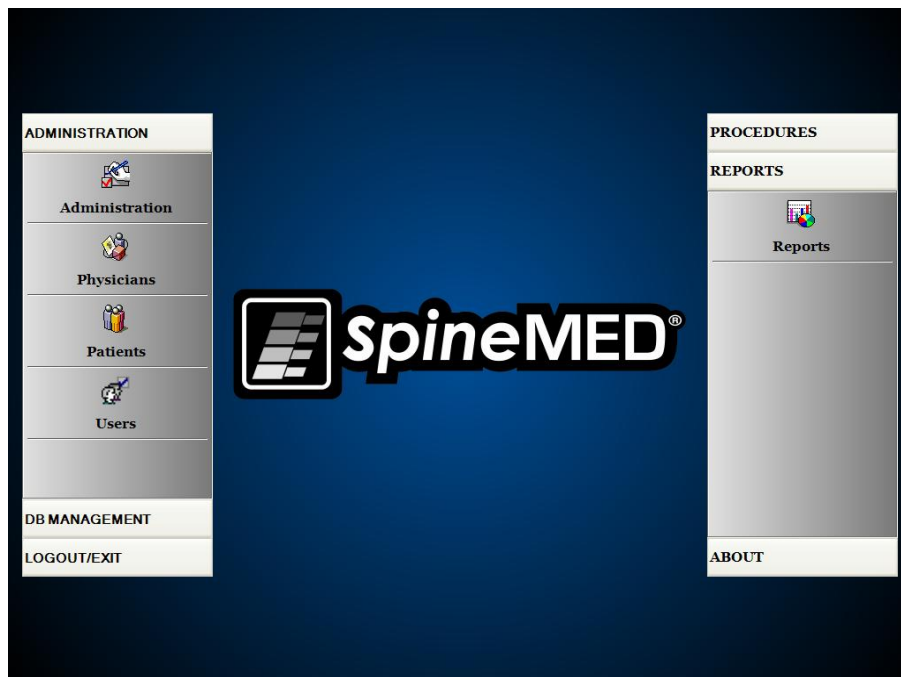 ADMINISTRATION
Administration
Physicians
Patients
Users
DB MANAGEMENT
LOGOUT/EXIT
SpineMED®
PROCEDURES
REPORTS
Reports
ABOUT